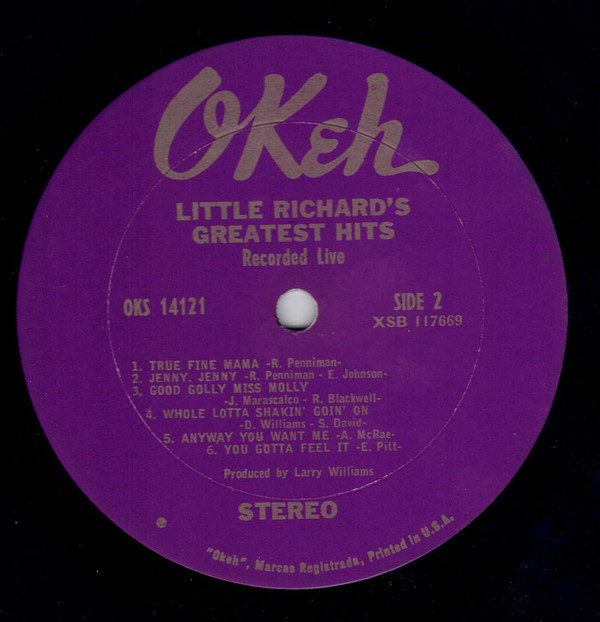 OKeh
LITTLE RICHARD'S
GREATEST HITS
Recorded Live
OKS 14121
SIDE 2
XSB 117669
1. TRUE FINE MAMA -R. Penniman-
2. JENNY, JENNY -R. Penniman - E. Johnson-
3. GOOD GOLLY MISS MOLLY
-J. Marascalco - R. Blackwell-
4. WHOLE LOTTA SHAKIN' GOIN' ON
-D. Williams - S. David-
5. ANYWAY YOU WANT ME -A. McRae-
6. YOU GOTTA FEEL IT -E. Pitt-
Produced by Larry Williams
STEREO
"Okeh", Marcas Registrada, Printed in U.S.A.